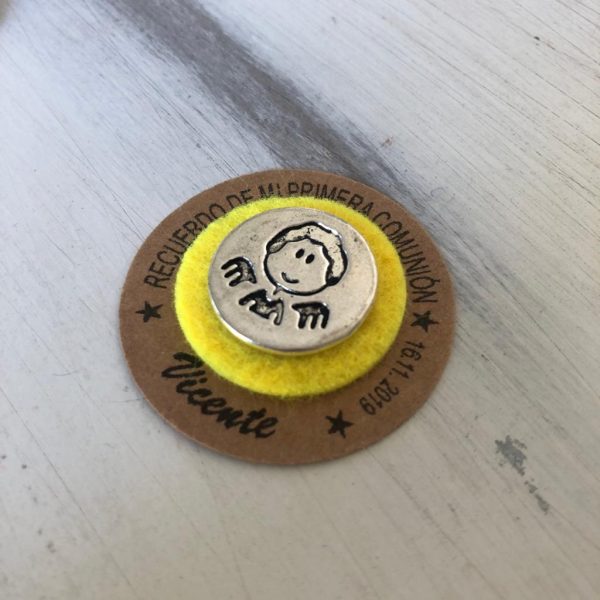 RECUERDO DE MI PRIMERA COMUNIÓN
16.11.2019
Vicente